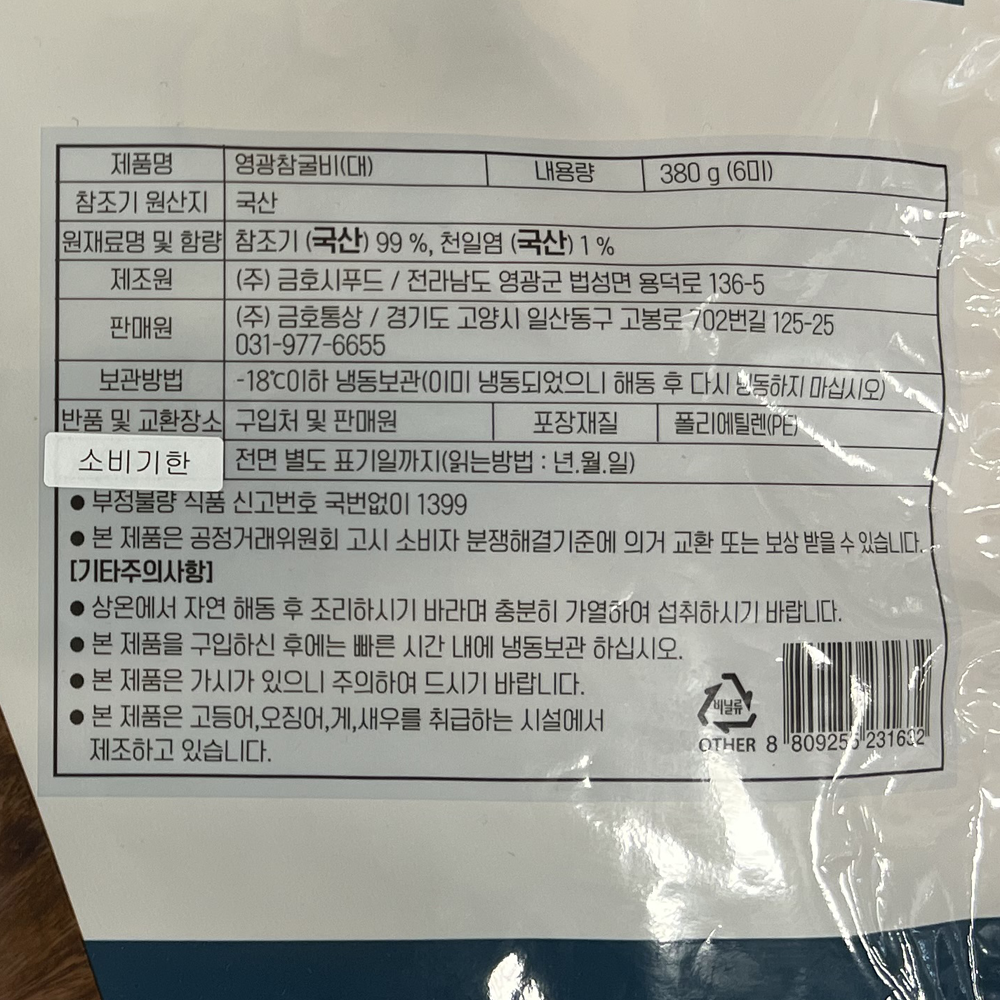 제품명 영광참굴비(대) 내용량 380 g (6미)
참조기 원산지 국산
원재료명 및 함량 참조기 (국산) 99 %, 천일염 (국산) 1 %
제조원 (주) 금호시푸드 / 전라남도 영광군 법성면 용덕로 136-5
판매원 (주) 금호통상 / 경기도 고양시 일산동구 고봉로 702번길 125-25
031-977-6655
보관방법 -18℃이하 냉동보관(이미 냉동되었으니 해동 후 다시 냉동하지 마십시오)
반품 및 교환장소 구입처 및 판매원 포장재질 폴리에틸렌(PE)
소비기한 전면 별도 표기일까지(읽는방법 : 년.월.일)
● 부정불량 식품 신고번호 국번없이 1399
● 본 제품은 공정거래위원회 고시 소비자 분쟁해결기준에 의거 교환 또는 보상 받을 수 있습니다.
[기타주의사항]
● 상온에서 자연 해동 후 조리하시기 바라며 충분히 가열하여 섭취하시기 바랍니다.
● 본 제품을 구입하신 후에는 빠른 시간 내에 냉동보관 하십시오.
● 본 제품은 가시가 있으니 주의하여 드시기 바랍니다.
● 본 제품은 고등어,오징어,게,새우를 취급하는 시설에서
제조하고 있습니다.
비닐류
OTHER
8 809255 231632